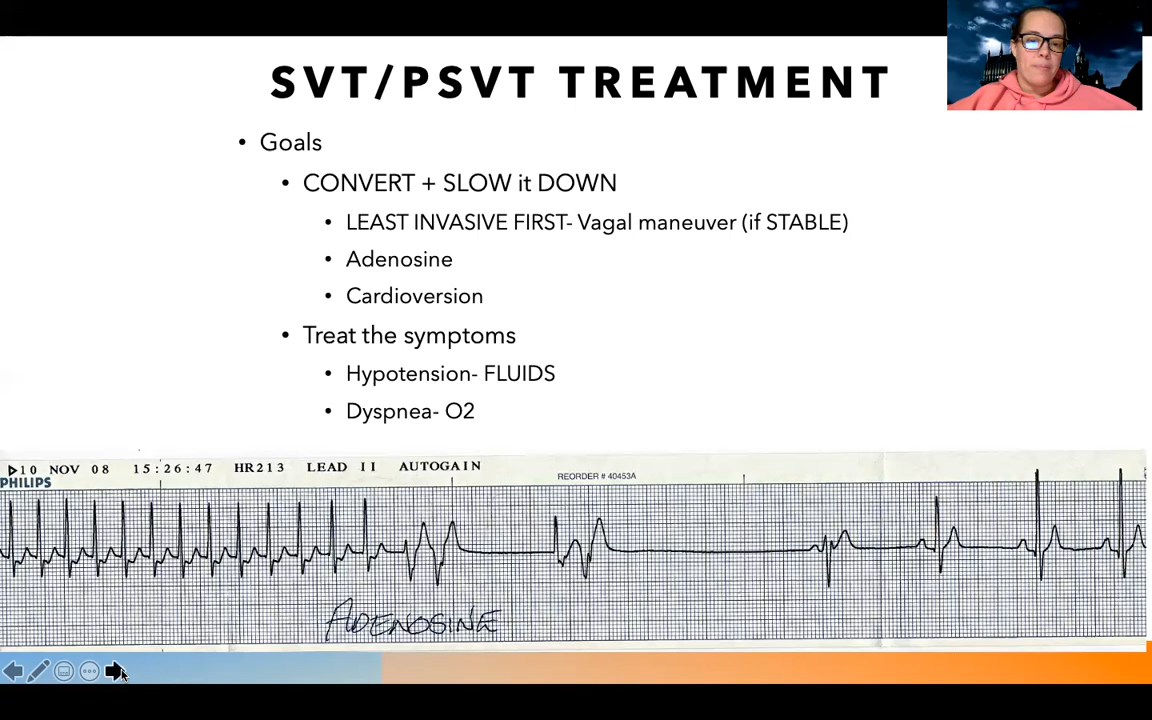 SVT/PSVT TREATMENT
• Goals
• CONVERT + SLOW it DOWN
• LEAST INVASIVE FIRST- Vagal maneuver (if STABLE)
• Adenosine
• Cardioversion
• Treat the symptoms
• Hypotension- FLUIDS
• Dyspnea- O2
10 NOV 08 15:26:47 HR213 LEAD II AUTOGAIN
PHILIPS
REORDER # 40453A
ADENOSINE